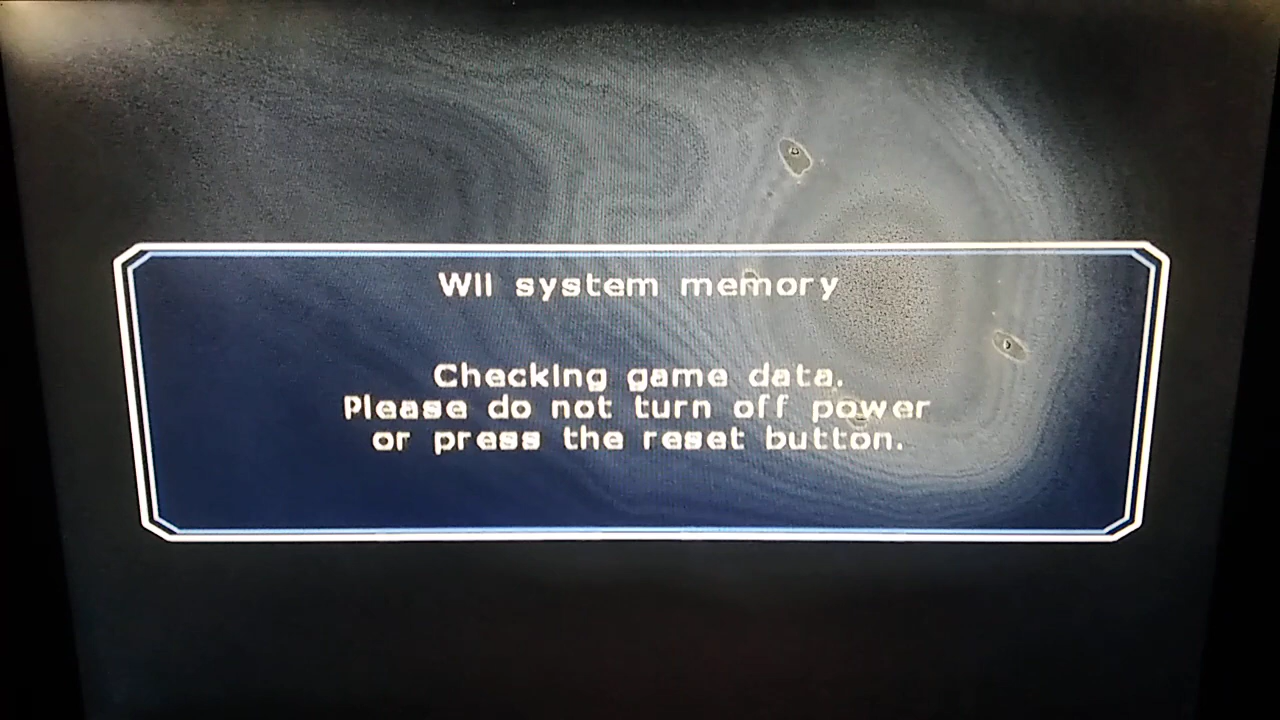 Wii system memory
Checking game data.
Please do not turn off power
or press the reset button.